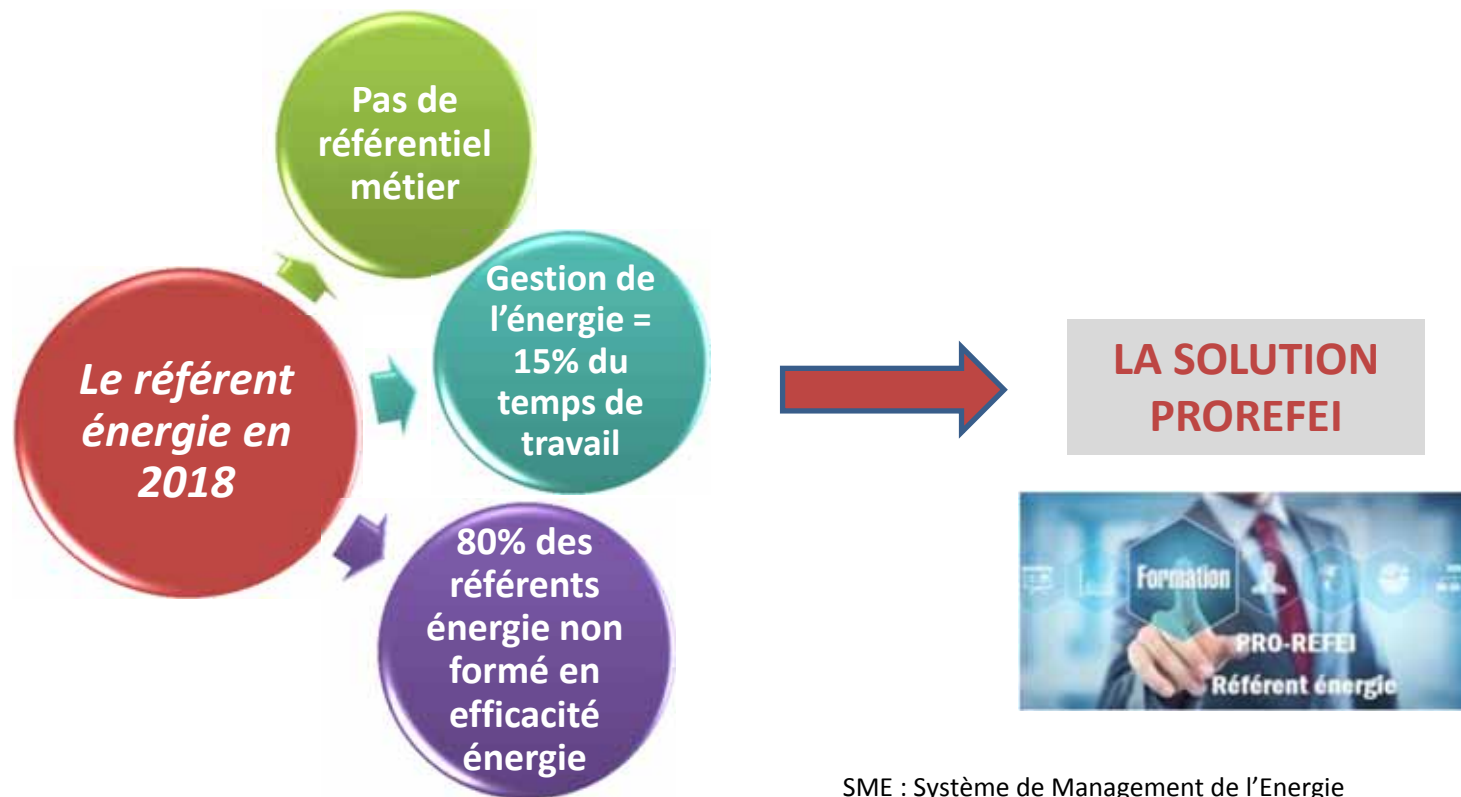 Pas de
référentiel
métier
Le référent
énergie en
2018
Gestion de
l’énergie =
15% du
temps de
travail
80% des
référents
énergie non
formé en
efficacité
énergie
LA SOLUTION
PROREFEI
Formation
PRO-REFEI
Référent énergie
SME : Système de Management de l’Energie